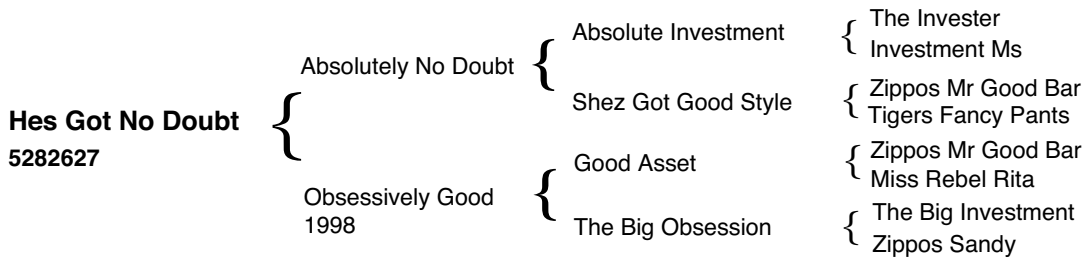 Hes Got No Doubt
5282627
Absolutely No Doubt
Obsessively Good
1998
Absolute Investment
Shez Got Good Style
Good Asset
The Big Obsession
The Invester
Investment Ms
Zippos Mr Good Bar
Tigers Fancy Pants
Zippos Mr Good Bar
Miss Rebel Rita
The Big Investment
Zippos Sandy